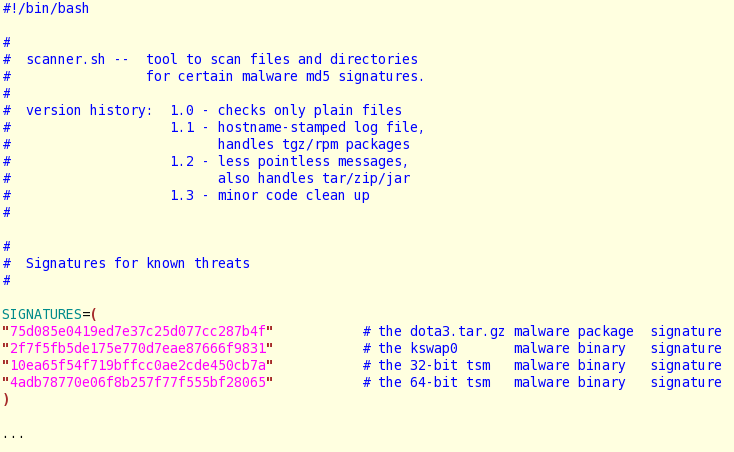 #!/bin/bash

#
#  scanner.sh --  tool to scan files and directories
#                 for certain malware md5 signatures.
#
#  version history:  1.0 - checks only plain files
#                    1.1 - hostname-stamped log file,
#                          handles tgz/rpm packages
#                    1.2 - less pointless messages,
#                          also handles tar/zip/jar
#                    1.3 - minor code clean up
#

#
#  Signatures for known threats
#

SIGNATURES=(
"75d085e0419ed7e37c25d077cc287b4f"           # the dota3.tar.gz malware package  signature
"2f7f5fb5de175e770d7eae87666f9831"           # the kswap0       malware binary   signature
"10ea65f54f719bffcc0ae2cde450cb7a"           # the 32-bit tsm   malware binary   signature
"4adb78770e06f8b257f77f555bf28065"           # the 64-bit tsm   malware binary   signature
)

...